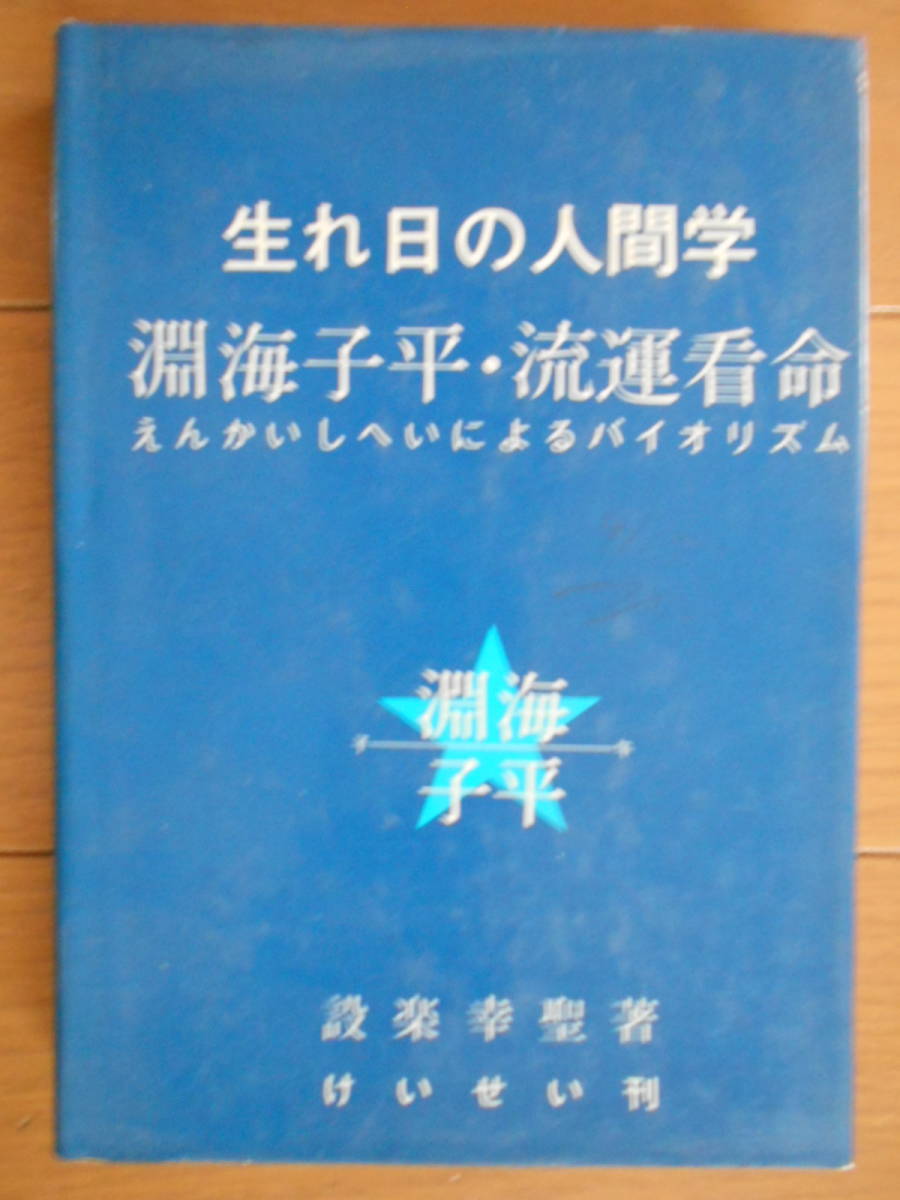 生れ日の人間学
淵海子平・流運看命
えんかいしへいによるバイオリズム
淵海
子平
設楽幸聖著
けいせい刊